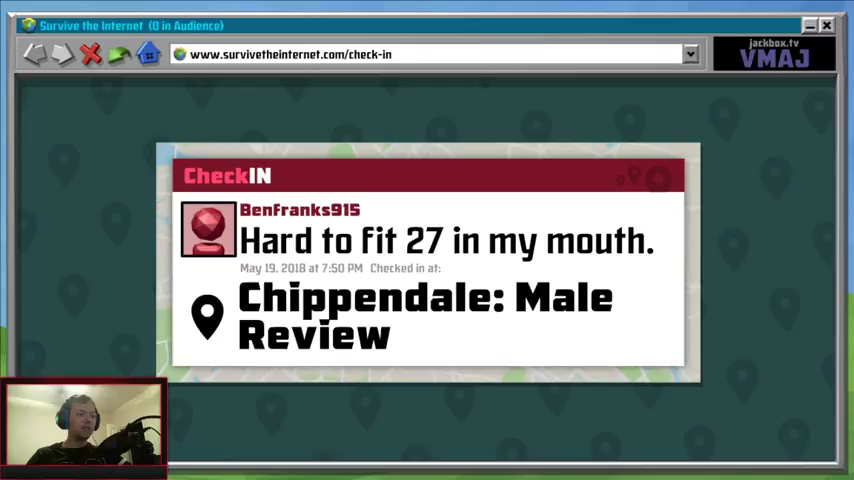 Survive the Internet (0 in Audience)
www.survivetheinternet.com/check-in
jackbox.tv
VMAJ
CheckIN
Benfranks915
Hard to fit 27 in my mouth.
May 19, 2018 at 7:50 PM Checked in at:
Chippendale: Male
Review